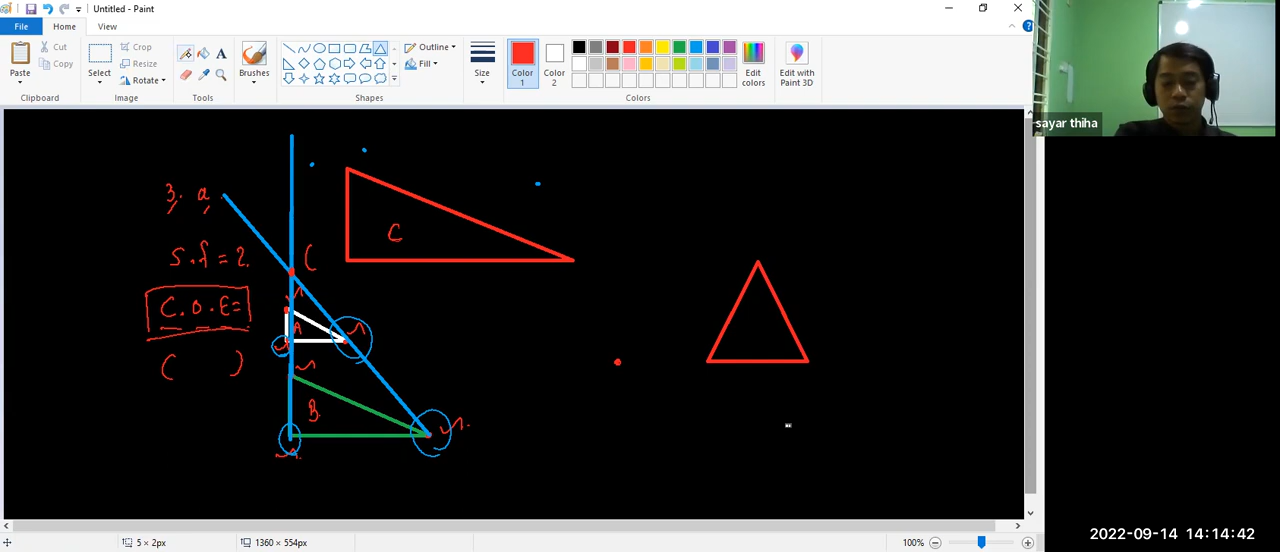 Untitled - Paint
File Home View
Paste
Cut
Copy
Clipboard
Select
Crop
Resize
Rotate
Image
Tools
Brushes
Shapes
Outline
Fill
Size
Color 1
Color 2
Edit colors
Colors
Edit with Paint 3D
sayar thiha
3. a
C
S.f = 2.
C
C.O.E =
A
( )
B
5 × 2px
1360 × 554px
100%
2022-09-14 14:14:42